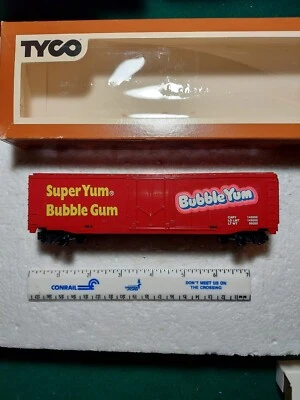 TYCO
Super Yum®
Bubble Gum
Bubble Yum
CONRAIL
DON'T MEET US ON
THE CROSSING